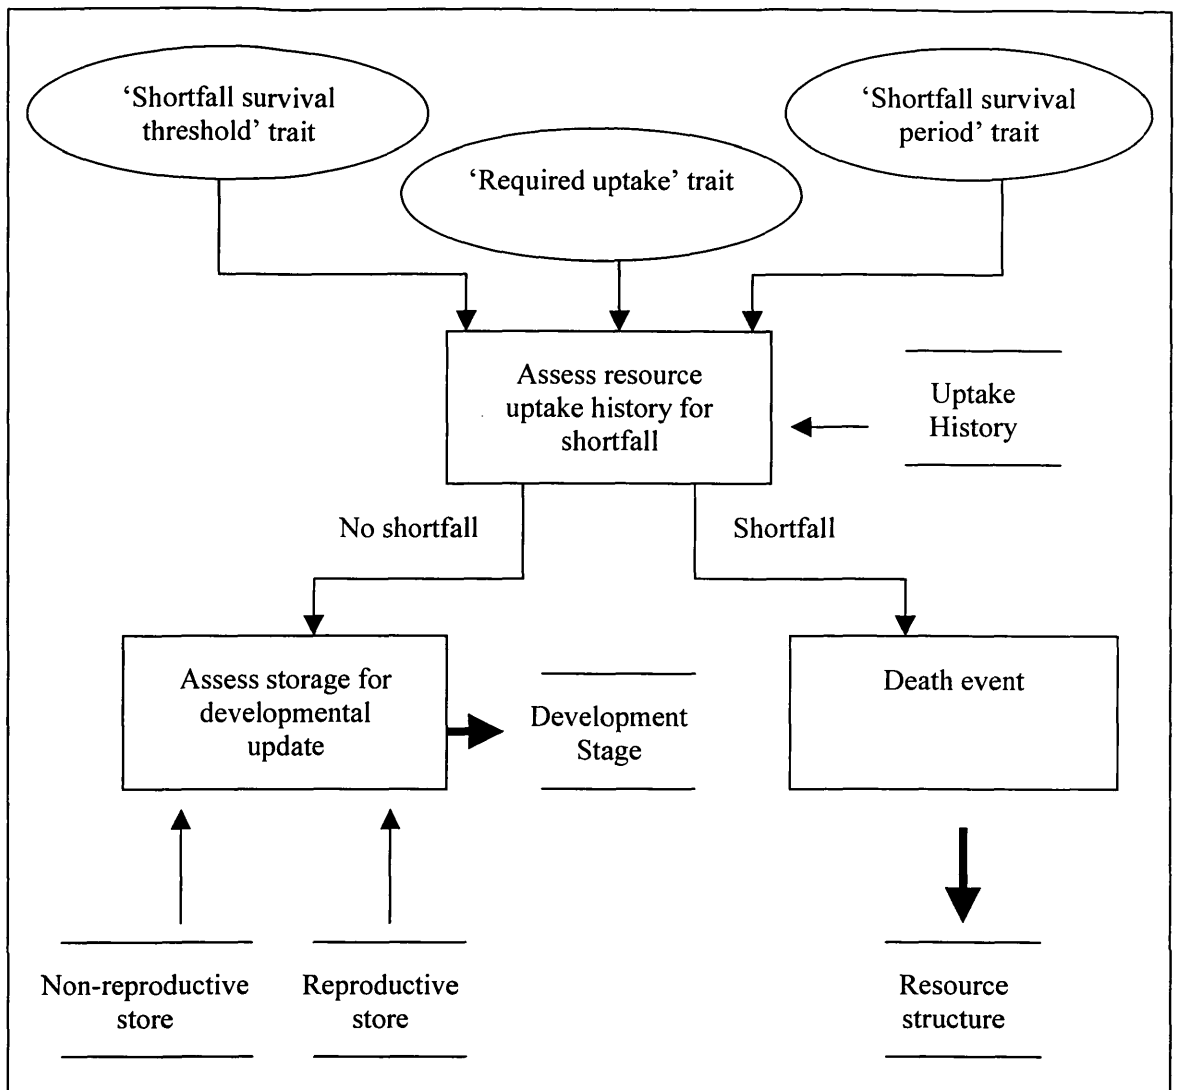 ‘Shortfall survival
threshold’ trait
‘Shortfall survival
period’ trait
‘Required uptake’ trait
Assess resource
uptake history for
shortfall
Uptake
History
No shortfall
Shortfall
Assess storage for
developmental
update
Development
Stage
Death event
Non-reproductive
store
Reproductive
store
Resource
structure